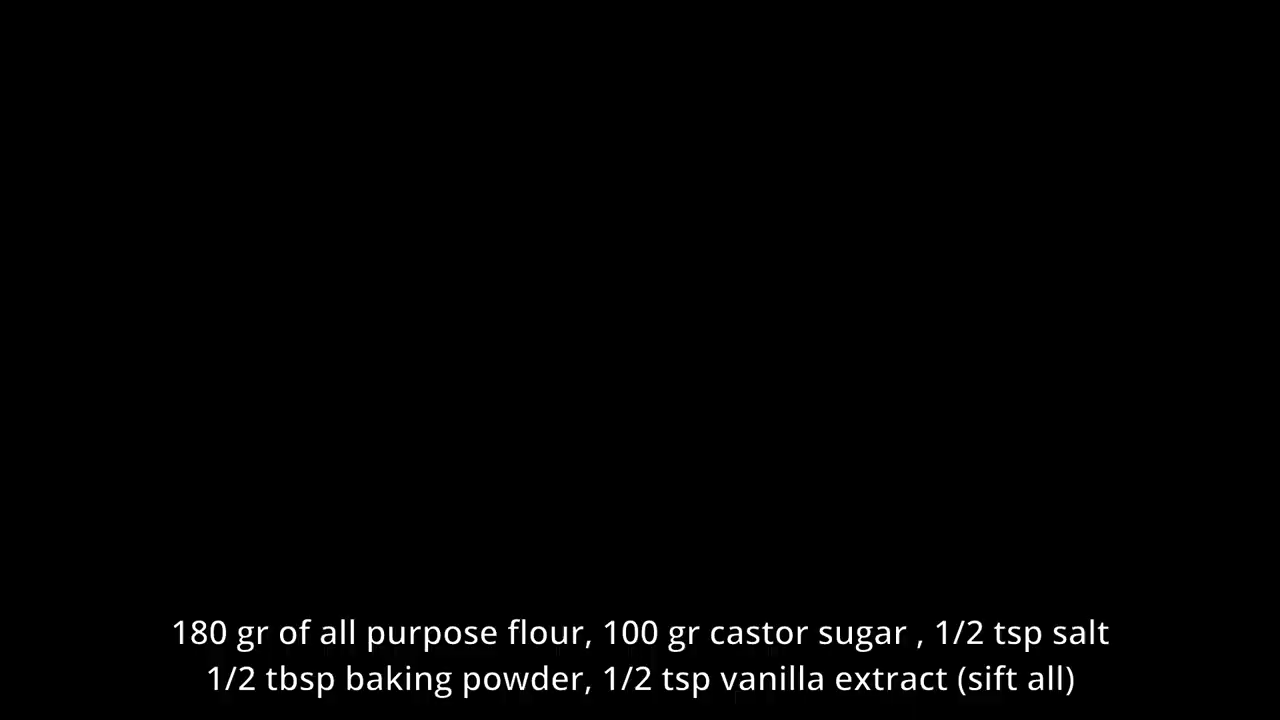 180 gr of all purpose flour, 100 gr castor sugar , 1/2 tsp salt
1/2 tbsp baking powder, 1/2 tsp vanilla extract (sift all)